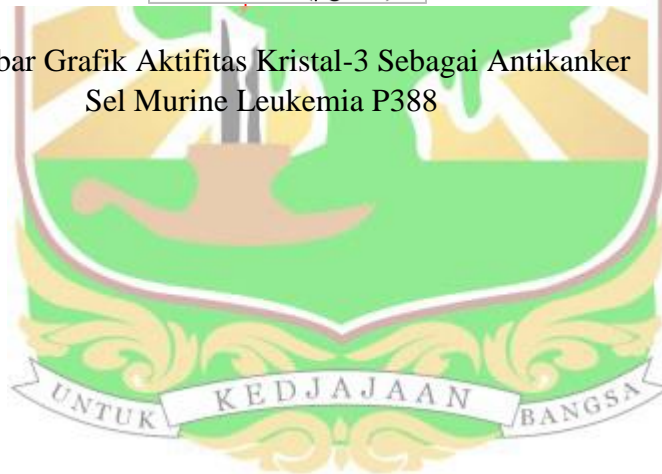 bar Grafik Aktifitas Kristal-3 Sebagai Antikanker
Sel Murine Leukemia P388
UNTUK KEDJAJAAN BANGSA